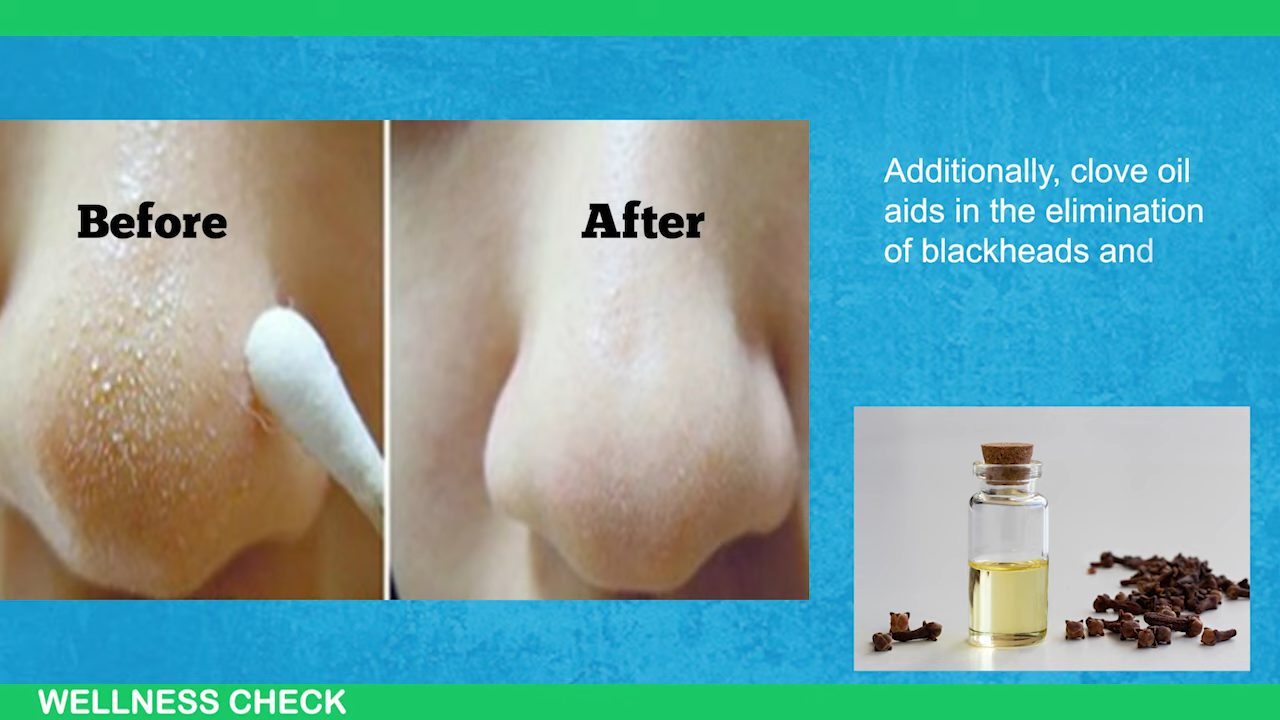 Before
After
Additionally, clove oil
aids in the elimination
of blackheads and
WELLNESS CHECK